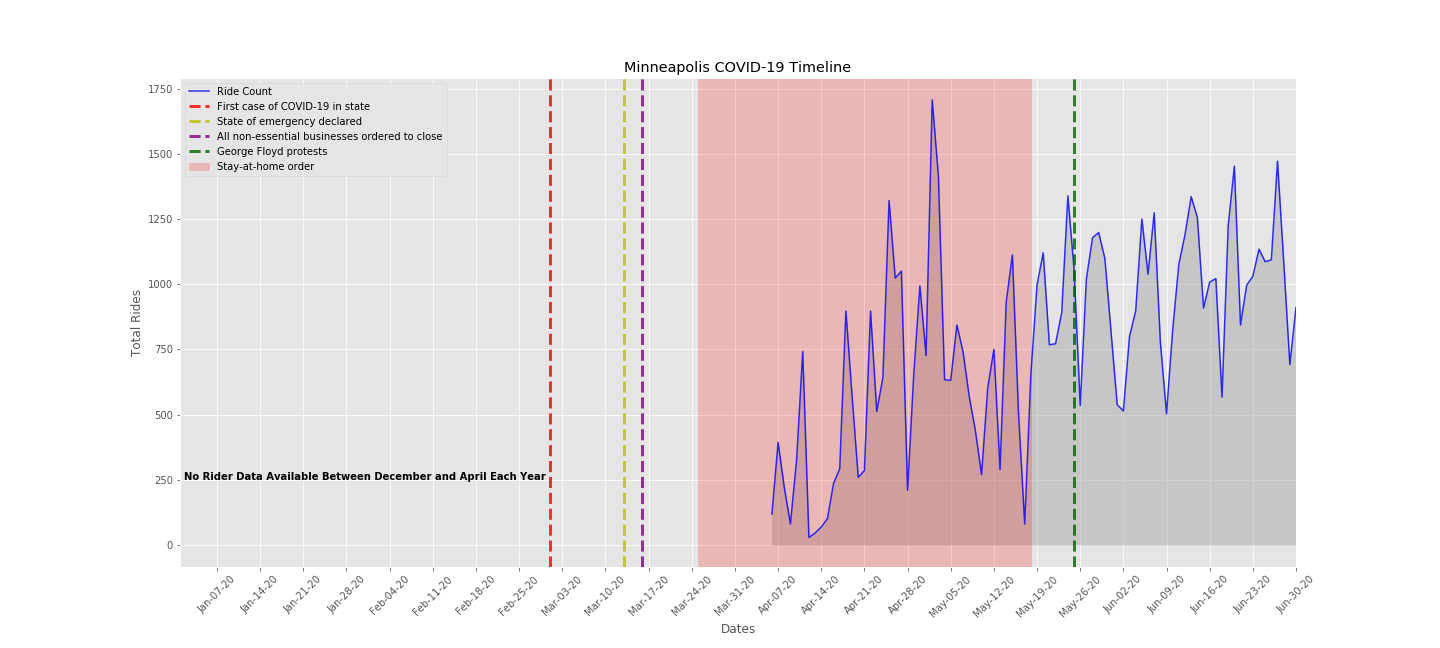 Minneapolis COVID-19 Timeline
Ride Count
First case of COVID-19 in state
State of emergency declared
All non-essential businesses ordered to close
George Floyd protests
Stay-at-home order
Total Rides
1750
1500
1250
1000
750
500
250
0
No Rider Data Available Between December and April Each Year
Jan-07-20
Jan-14-20
Jan-21-20
Jan-28-20
Feb-04-20
Feb-11-20
Feb-18-20
Feb-25-20
Mar-03-20
Mar-10-20
Mar-17-20
Mar-24-20
Mar-31-20
Apr-07-20
Apr-14-20
Apr-21-20
Apr-28-20
May-05-20
May-12-20
May-19-20
May-26-20
Jun-02-20
Jun-09-20
Jun-16-20
Jun-23-20
Jun-30-20
Dates